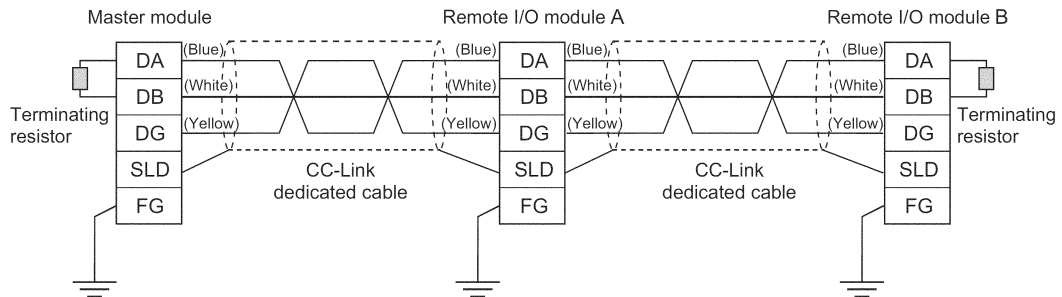 Master module
Remote I/O module A
Remote I/O module B
DA
(Blue)
(Blue)
DA
(Blue)
(Blue)
DA
DB
(White)
(White)
DB
(White)
(White)
DB
DG
(Yellow)
(Yellow)
DG
(Yellow)
(Yellow)
DG
SLD
SLD
SLD
FG
FG
FG
Terminating
resistor
CC-Link
dedicated cable
CC-Link
dedicated cable
Terminating
resistor